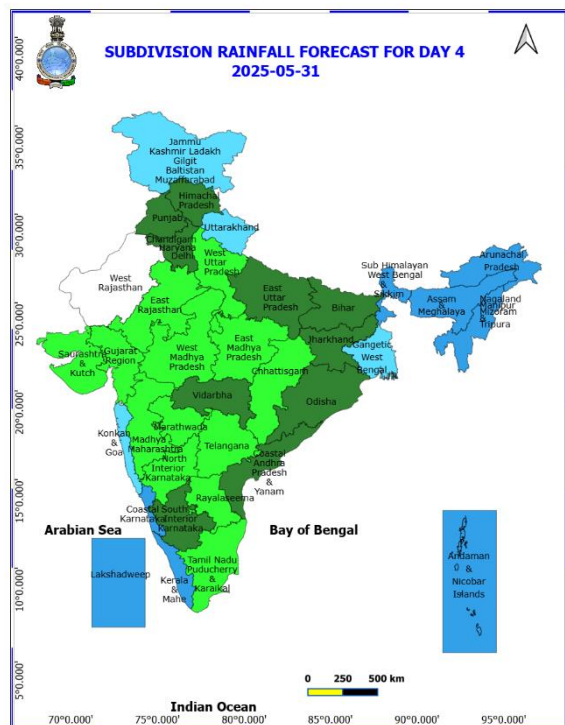 SUBDIVISION RAINFALL FORECAST FOR DAY 4
2025-05-31
40°0.000'
35°0.000'
30°0.000'
25°0.000'
20°0.000'
15°0.000'
10°0.000'
5°0.000'
Jammu
Kashmir Ladakh
Gilgit
Baltistan
Muzaffarabad
Himachal
Pradesh
Punjab
Uttarakhand
Chandigarh
Haryana
Delhi
West
Uttar
Pradesh
West
Rajasthan
East
Rajasthan
East
Uttar
Pradesh
Bihar
Sub Himalayan
West Bengal
&
Sikkim
Arunachal
Pradesh
Assam
&
Meghalaya
Nagaland
Manipur
Mizoram
&
Tripura
Saurashtra
&
Kutch
Gujarat
Region
West
Madhya
Pradesh
East
Madhya
Pradesh
Jharkhand
Gangetic
West
Bengal
Chhattisgarh
Vidarbha
Odisha
Konkan
&
Goa
Madhya
Maharashtra
Marathwada
Telangana
North
Interior
Karnataka
Coastal
Andhra
Pradesh
&
Yanam
Rayalaseema
Coastal
Karnataka
South
Interior
Karnataka
Arabian Sea
Bay of Bengal
Lakshadweep
Kerala
&
Mahe
Tamil Nadu
Puducherry
&
Karaikal
Andaman
&
Nicobar
Islands
0 250 500 km
Indian Ocean
70°0.000' 75°0.000' 80°0.000' 85°0.000' 90°0.000' 95°0.000'